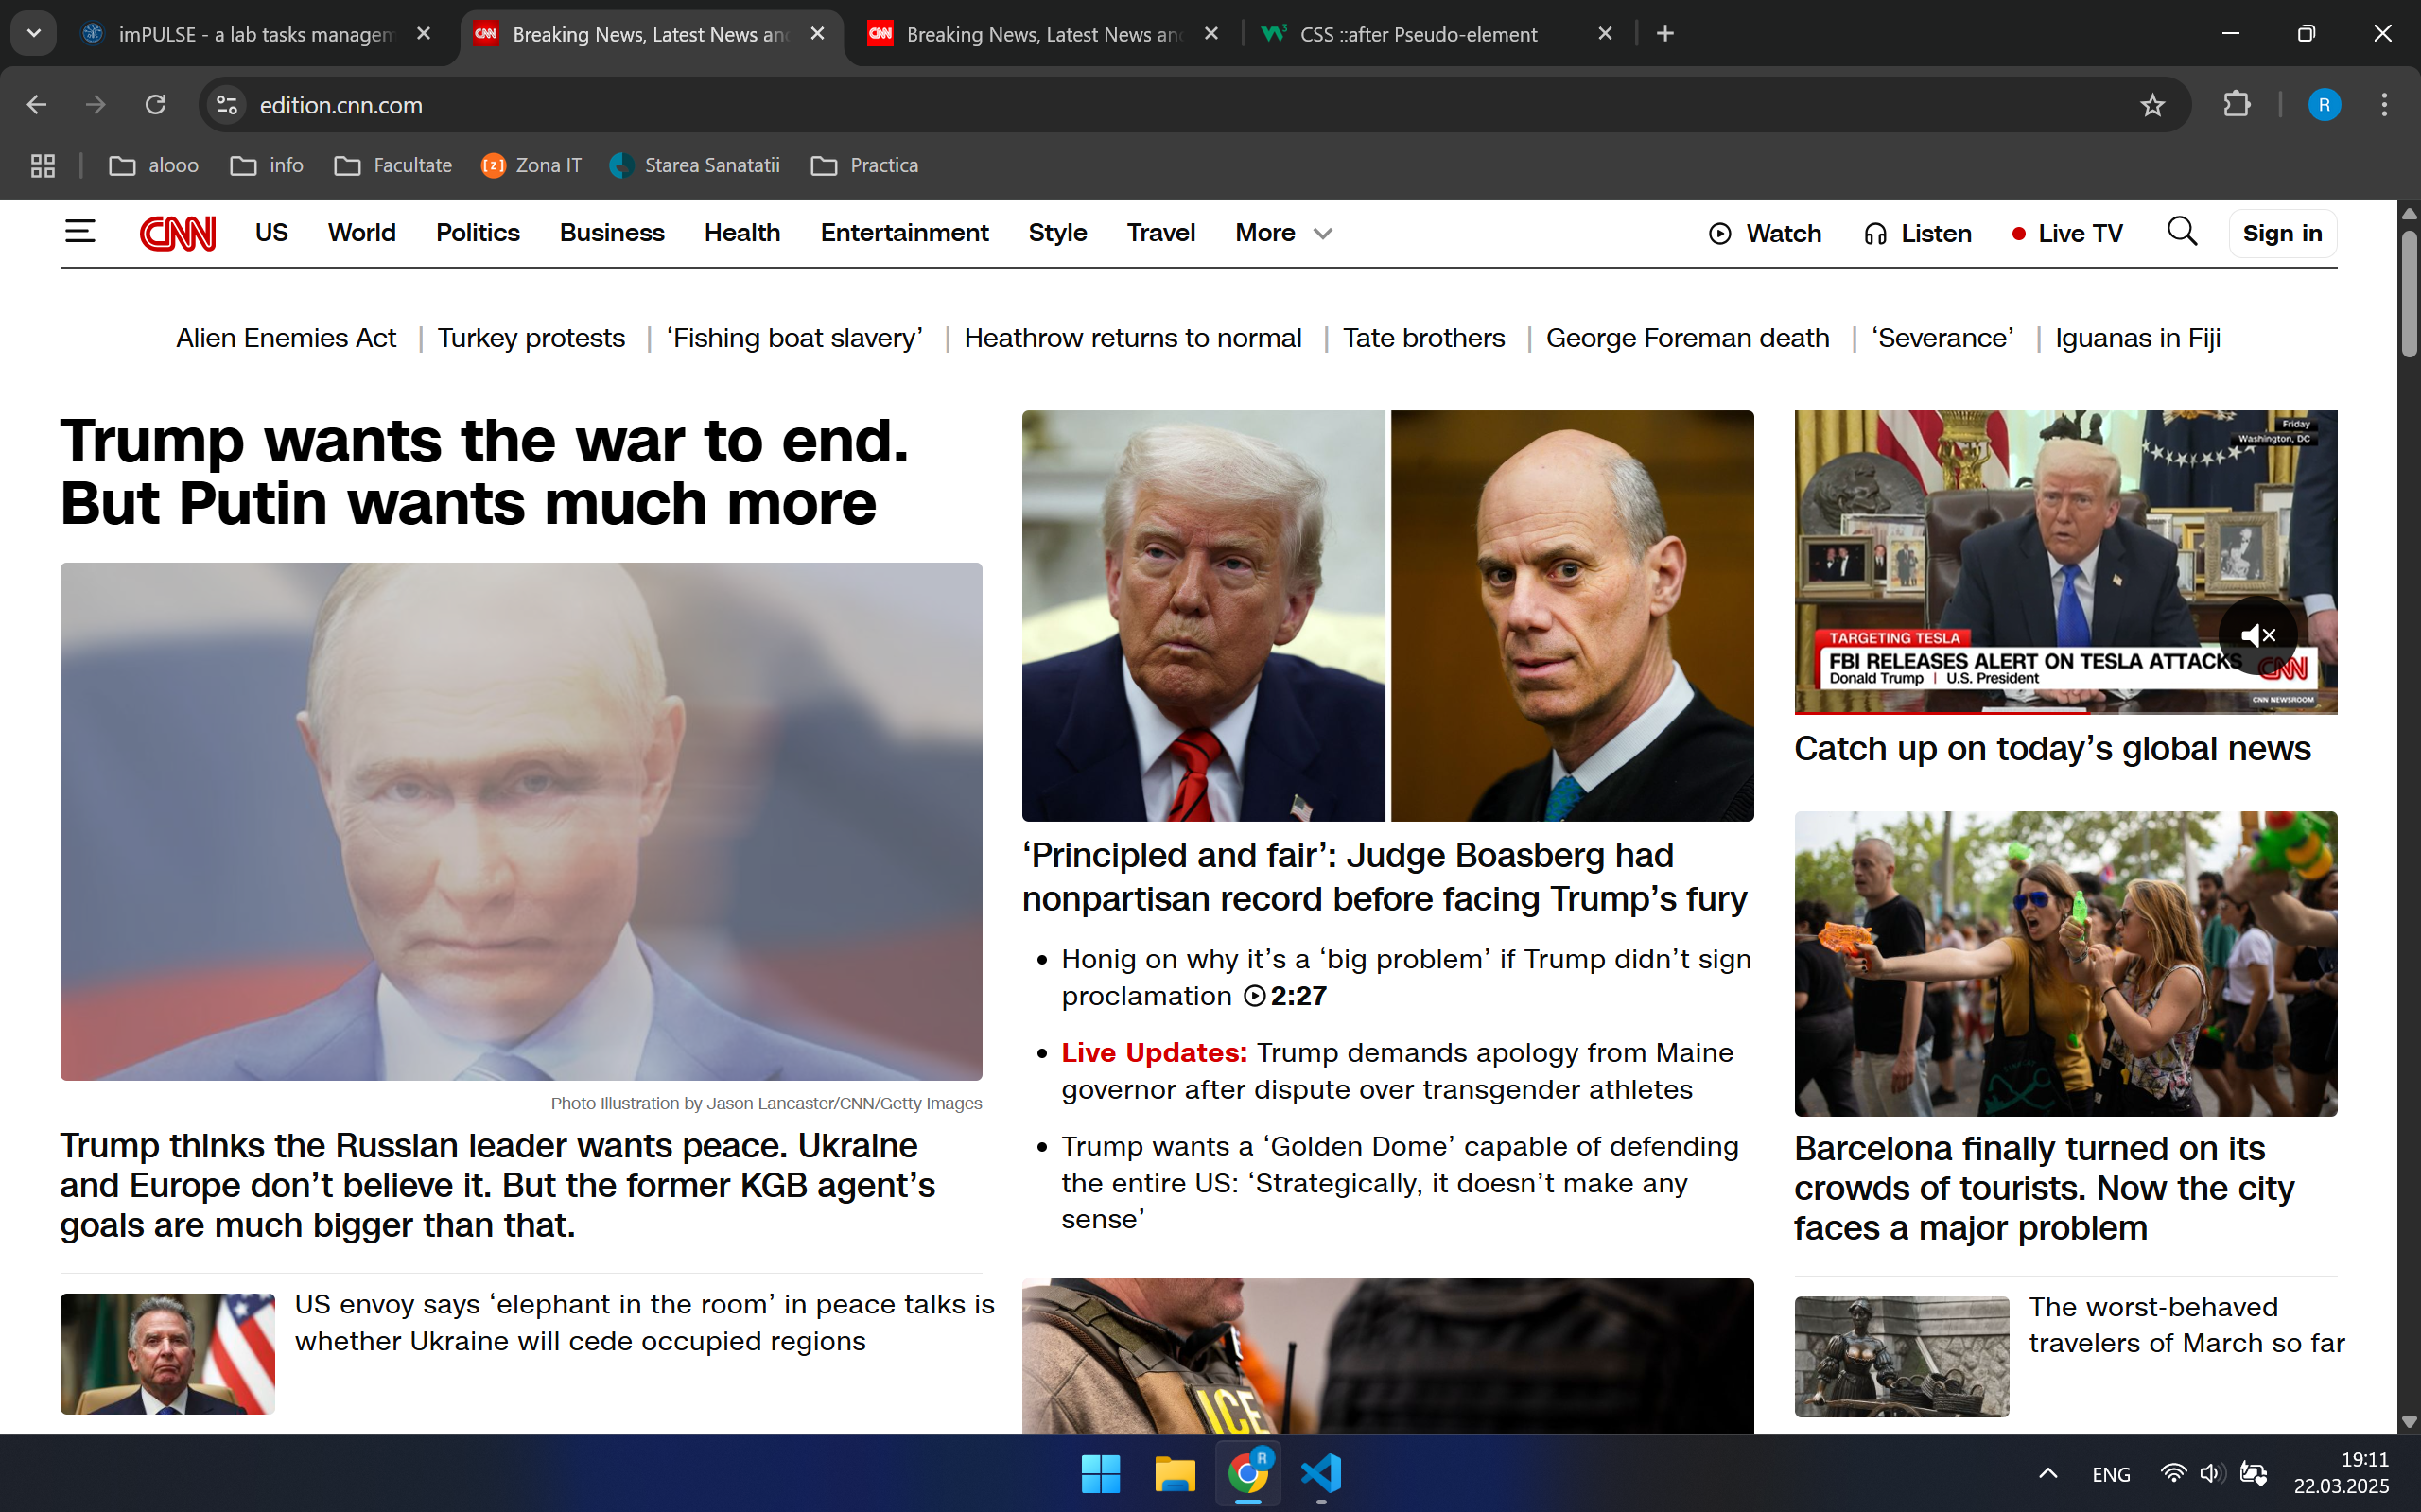 imPULSE - a lab tasks managem
Breaking News, Latest News an
Breaking News, Latest News an
CSS ::after Pseudo-element
edition.cnn.com
R
alooo
info
Facultate
[z] Zona IT
Starea Sanatatii
Practica
CNN
US
World
Politics
Business
Health
Entertainment
Style
Travel
More
Watch
Listen
Live TV
Sign in
Alien Enemies Act | Turkey protests | ‘Fishing boat slavery’ | Heathrow returns to normal | Tate brothers | George Foreman death | ‘Severance’ | Iguanas in Fiji
Trump wants the war to end.
But Putin wants much more
Photo Illustration by Jason Lancaster/CNN/Getty Images
Trump thinks the Russian leader wants peace. Ukraine
and Europe don’t believe it. But the former KGB agent’s
goals are much bigger than that.
US envoy says ‘elephant in the room’ in peace talks is
whether Ukraine will cede occupied regions
‘Principled and fair’: Judge Boasberg had
nonpartisan record before facing Trump’s fury
• Honig on why it’s a ‘big problem’ if Trump didn’t sign
proclamation 2:27
• Live Updates: Trump demands apology from Maine
governor after dispute over transgender athletes
• Trump wants a ‘Golden Dome’ capable of defending
the entire US: ‘Strategically, it doesn’t make any
sense’
ICE
Friday
Washington, DC
TARGETING TESLA
FBI RELEASES ALERT ON TESLA ATTACKS
Donald Trump | U.S. President
CNN
CNN NEWSROOM
Catch up on today’s global news
Barcelona finally turned on its
crowds of tourists. Now the city
faces a major problem
The worst-behaved
travelers of March so far
R
ENG
19:11
22.03.2025